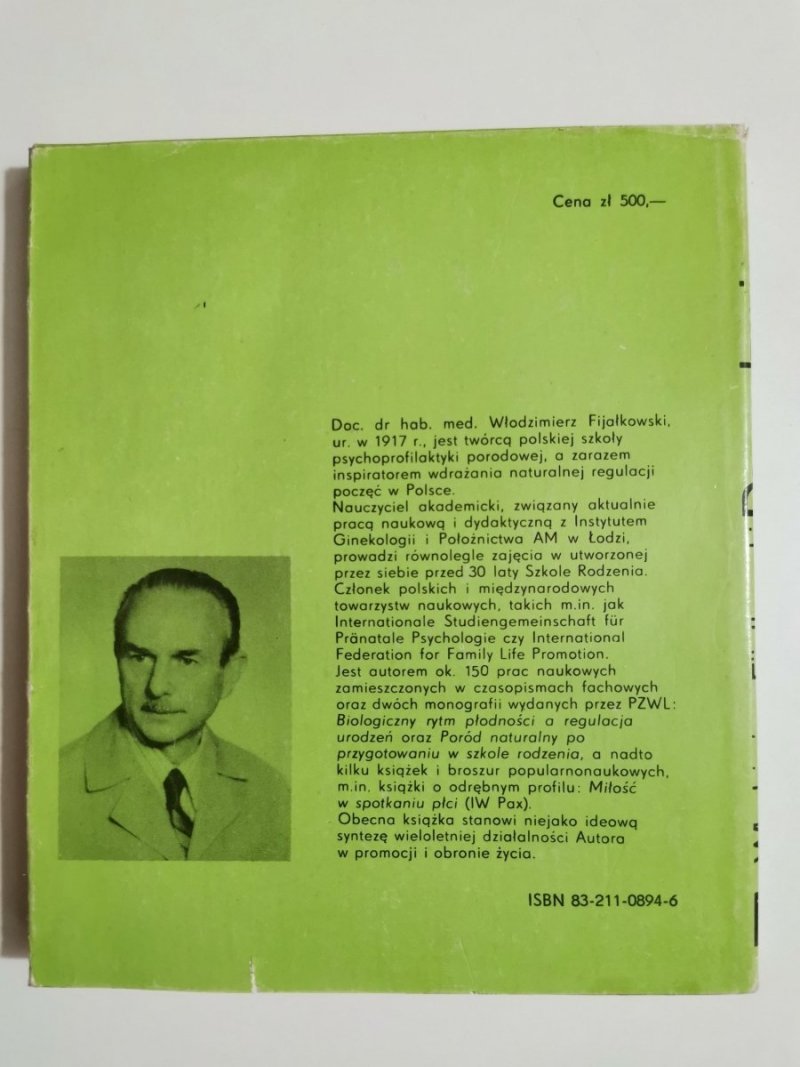 Cena zł 500,—
Doc. dr hab. med. Włodzimierz Fijałkowski,
ur. w 1917 r., jest twórcą polskiej szkoły
psychoprofilaktyki porodowej, a zarazem
inspiratorem wdrażania naturalnej regulacji
poczęć w Polsce.
Nauczyciel akademicki, związany aktualnie
pracą naukową i dydaktyczną z Instytutem
Ginekologii i Położnictwa AM w Łodzi,
prowadzi równolegle zajęcia w utworzonej
przez siebie przed 30 laty Szkole Rodzenia.
Członek polskich i międzynarodowych
towarzystw naukowych, takich m.in. jak
Internationale Studiengemeinschaft für
Pränatale Psychologie czy International
Federation for Family Life Promotion.
Jest autorem ok. 150 prac naukowych
zamieszczonych w czasopismach fachowych
oraz dwóch monografii wydanych przez PZWL:
Biologiczny rytm płodności a regulacja
urodzeń oraz Poród naturalny po
przygotowaniu w szkole rodzenia, a nadto
kilku książek i broszur popularnonaukowych,
m.in. książki o odrębnym profilu: Miłość
w spotkaniu płci (IW Pax).
Obecna książka stanowi niejako ideową
syntezę wieloletniej działalności Autora
w promocji i obronie życia.
ISBN 83-211-0894-6